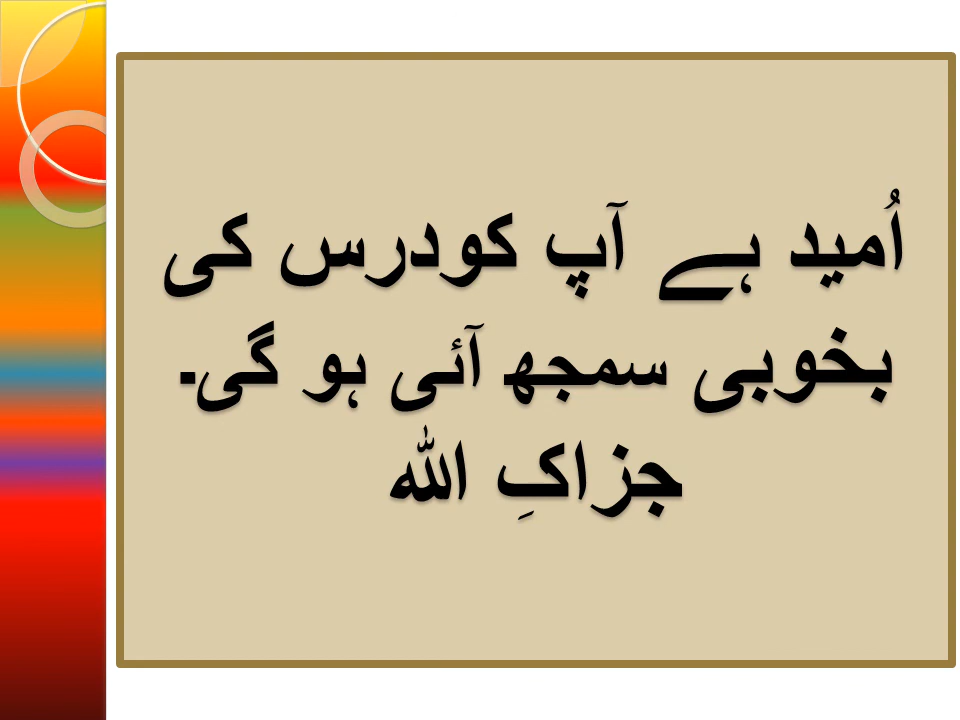 اُمید ہے آپ کودرس کی
بخوبی سمجھ آئی ہو گی۔
جزاکِ اللہ